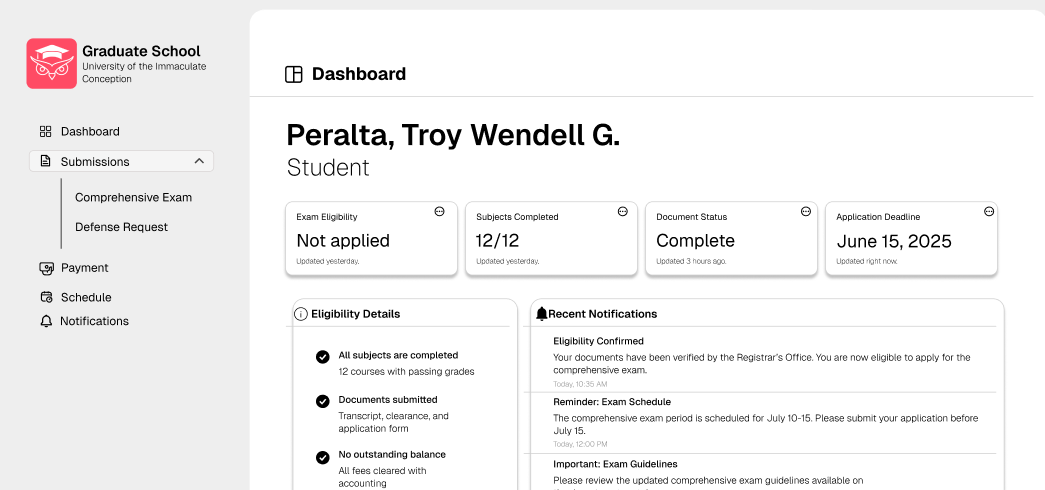 Graduate School
University of the Immaculate
Conception
Dashboard
Submissions
Comprehensive Exam
Defense Request
Payment
Schedule
Notifications
Dashboard
Peralta, Troy Wendell G.
Student
Exam Eligibility
Not applied
Updated yesterday.
Subjects Completed
12/12
Updated yesterday.
Document Status
Complete
Updated 3 hours ago.
Application Deadline
June 15, 2025
Updated right now.
Eligibility Details
All subjects are completed
12 courses with passing grades
Documents submitted
Transcript, clearance, and
application form
No outstanding balance
All fees cleared with
accounting
Recent Notifications
Eligibility Confirmed
Your documents have been verified by the Registrar's Office. You are now eligible to apply for the
comprehensive exam.
Today, 10:35 AM
Reminder: Exam Schedule
The comprehensive exam period is scheduled for July 10-15. Please submit your application before
July 15.
Today, 12:00 PM
Important: Exam Guidelines
Please review the updated comprehensive exam guidelines available on